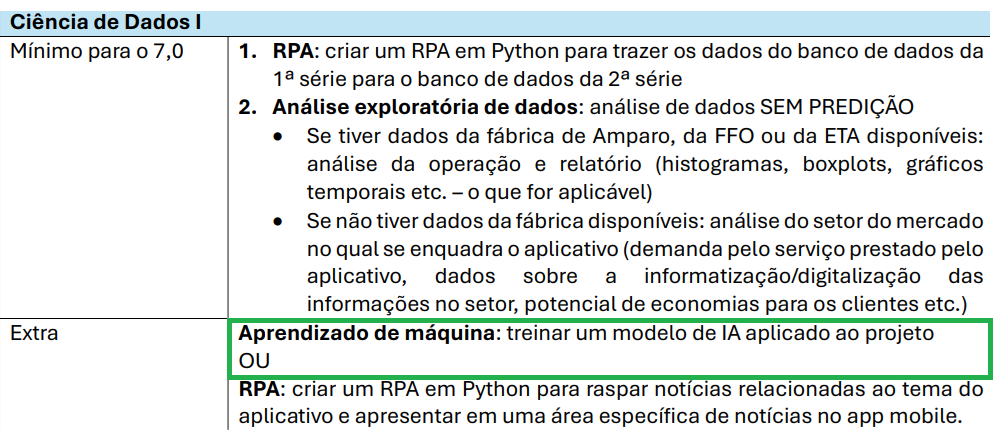 Ciência de Dados I
Mínimo para o 7,0
1. RPA: criar um RPA em Python para trazer os dados do banco de dados da
1ª série para o banco de dados da 2ª série
2. Análise exploratória de dados: análise de dados SEM PREDIÇÃO
• Se tiver dados da fábrica de Amparo, da FFO ou da ETA disponíveis:
análise da operação e relatório (histogramas, boxplots, gráficos
temporais etc. – o que for aplicável)
• Se não tiver dados da fábrica disponíveis: análise do setor do mercado
no qual se enquadra o aplicativo (demanda pelo serviço prestado pelo
aplicativo, dados sobre a informatização/digitalização das
informações no setor, potencial de economias para os clientes etc.)
Extra
Aprendizado de máquina: treinar um modelo de IA aplicado ao projeto
OU
RPA: criar um RPA em Python para raspar notícias relacionadas ao tema do
aplicativo e apresentar em uma área específica de notícias no app mobile.